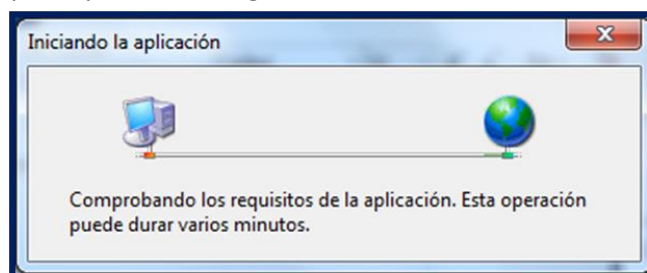 Iniciando la aplicación
Comprobando los requisitos de la aplicación. Esta operación
puede durar varios minutos.